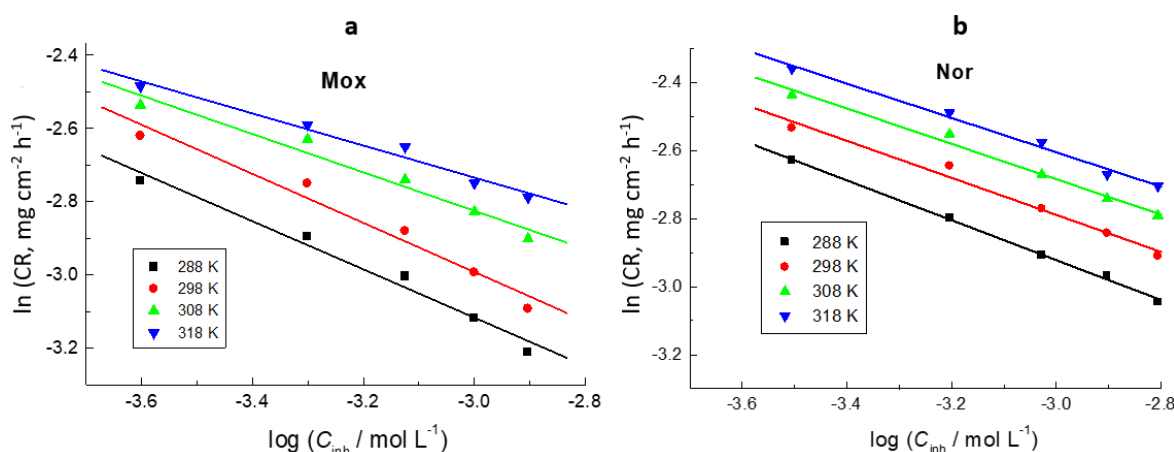 a
Mox
ln (CR, mg cm⁻² h⁻¹)
-2.4
-2.6
-2.8
-3.0
-3.2
288 K
298 K
308 K
318 K
-3.6 -3.4 -3.2 -3.0 -2.8
log (C_inh / mol L⁻¹)
b
Nor
ln (CR, mg cm⁻² h⁻¹)
-2.4
-2.6
-2.8
-3.0
-3.2
288 K
298 K
308 K
318 K
-3.6 -3.4 -3.2 -3.0 -2.8
log (C_inh / mol L⁻¹)